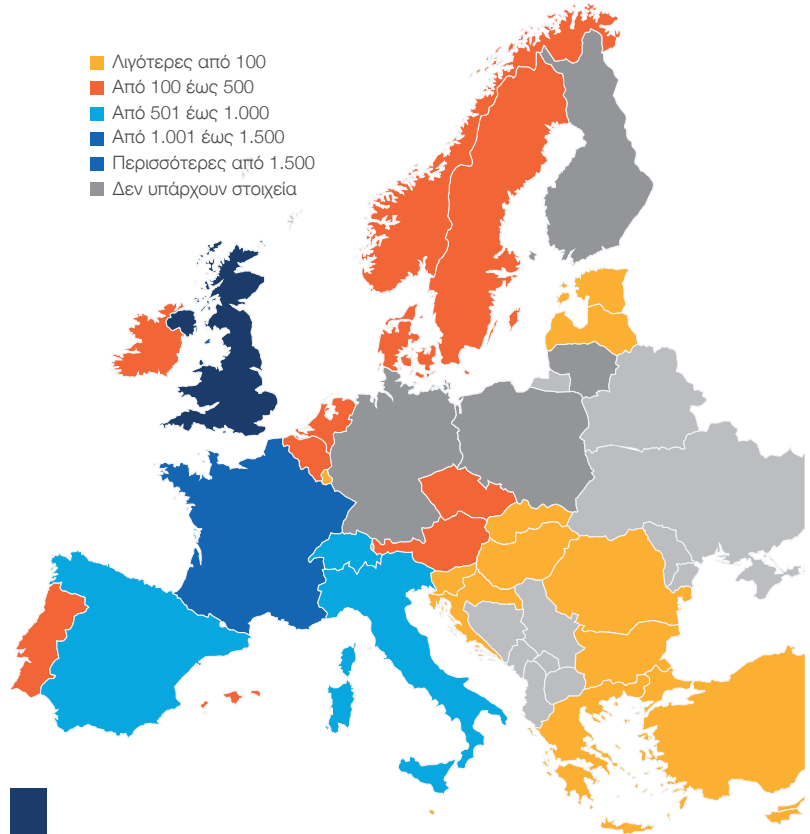 Λιγότερες από 100
Από 100 έως 500
Από 501 έως 1.000
Από 1.001 έως 1.500
Περισσότερες από 1.500
Δεν υπάρχουν στοιχεία